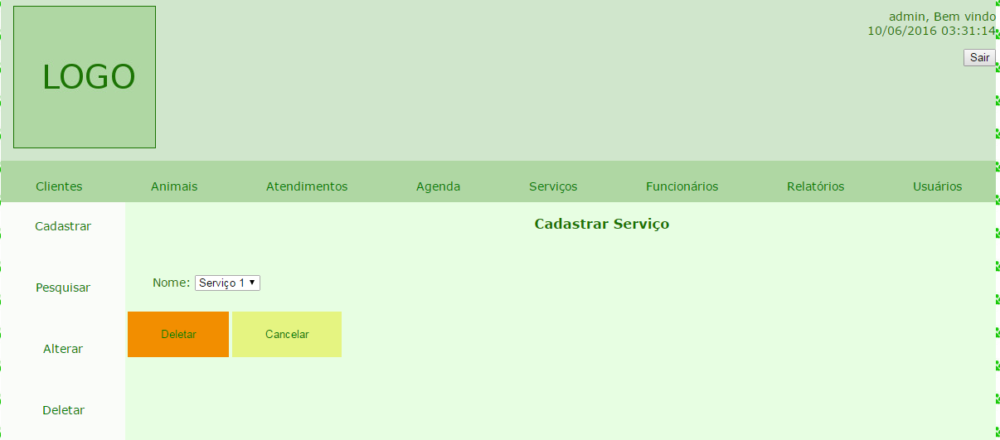 LOGO
admin, Bem vindo
10/06/2016 03:31:14
Sair
Clientes Animais Atendimentos Agenda Serviços Funcionários Relatórios Usuários
Cadastrar
Pesquisar
Alterar
Deletar
Cadastrar Serviço
Nome: Serviço 1
Deletar Cancelar